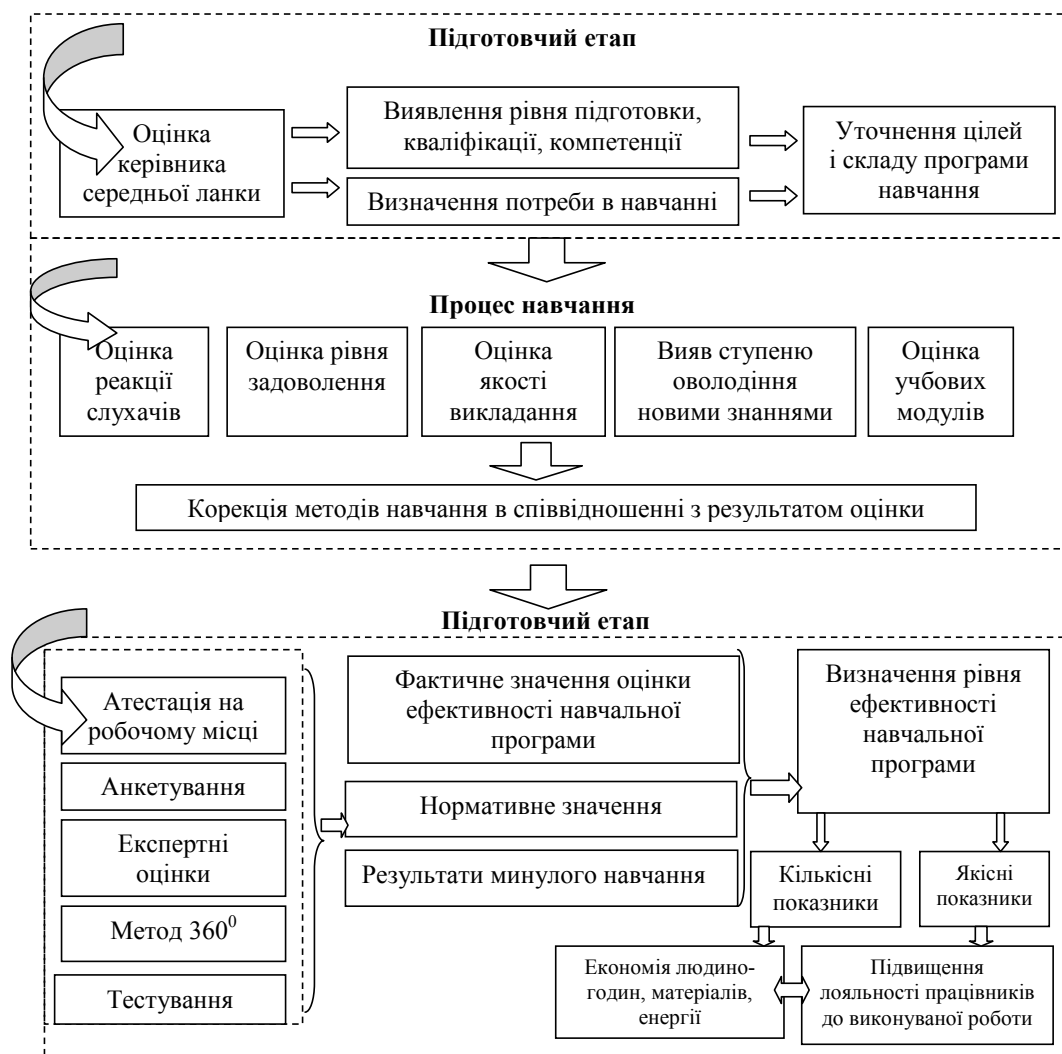 Підготовчий етап
Оцінка
керівника
середньої ланки
Виявлення рівня підготовки,
кваліфікації, компетенції
Визначення потреби в навчанні
Уточнення цілей
і складу програми
навчання
Процес навчання
Оцінка
реакції
слухачів
Оцінка рівня
задоволення
Оцінка
якості
викладання
Вияв ступеню
оволодіння
новими знаннями
Оцінка
учбових
модулів
Корекція методів навчання в співвідношенні з результатом оцінки
Підготовчий етап
Атестація на
робочому місці
Анкетування
Експертні
оцінки
Метод 360⁰
Тестування
Фактичне значення оцінки
ефективності навчальної
програми
Нормативне значення
Результати минулого навчання
Визначення рівня
ефективності
навчальної
програми
Кількісні
показники
Якісні
показники
Економія людино-
годин, матеріалів,
енергії
Підвищення
лояльності працівників
до виконуваної роботи